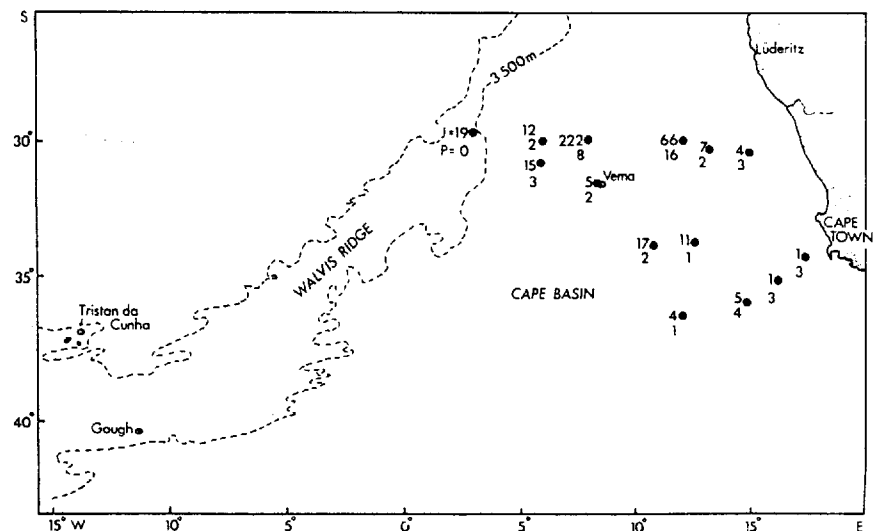 S
3 500m
Lüderitz
30°
J =19
P= 0
12
2
222
8
66
16
7
2
4
3
15
3
5
2
Vema
WALVIS RIDGE
17
2
11
1
CAPE
TOWN
1
3
35°
1
3
CAPE BASIN
5
4
4
1
Tristan da
Cunha
40°
Gough
15° W
10°
5°
0°
5°
10°
15°
E